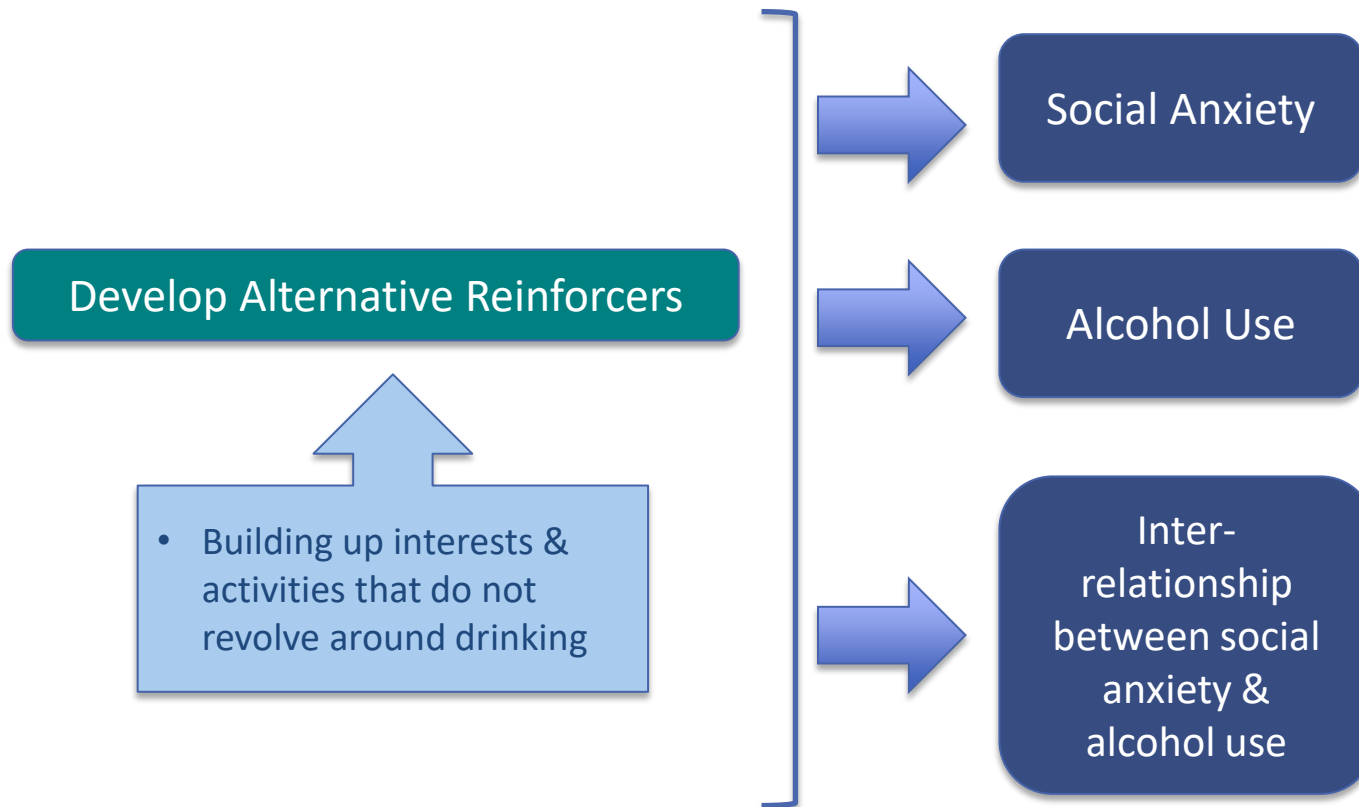 Develop Alternative Reinforcers
• Building up interests &
activities that do not
revolve around drinking
Social Anxiety
Alcohol Use
Inter-
relationship
between social
anxiety &
alcohol use